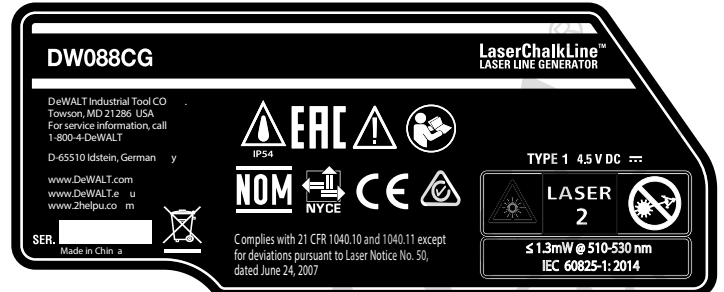 DW088CG
LaserChalkLine™
LASER LINE GENERATOR
DeWALT Industrial Tool CO .
Towson, MD 21286 USA
For service information, call
1-800-4-DeWALT
D-65510 Idstein, German y
www.DeWALT.com
www.DeWALT.e u
www.2helpu.co m
SER.
Made in Chin a
IP54
EAC
NOM
NYCE
CE
Complies with 21 CFR 1040.10 and 1040.11 except
for deviations pursuant to Laser Notice No. 50,
dated June 24, 2007
TYPE 1 4.5 V DC
LASER
2
≤ 1.3mW @ 510-530 nm
IEC 60825-1: 2014